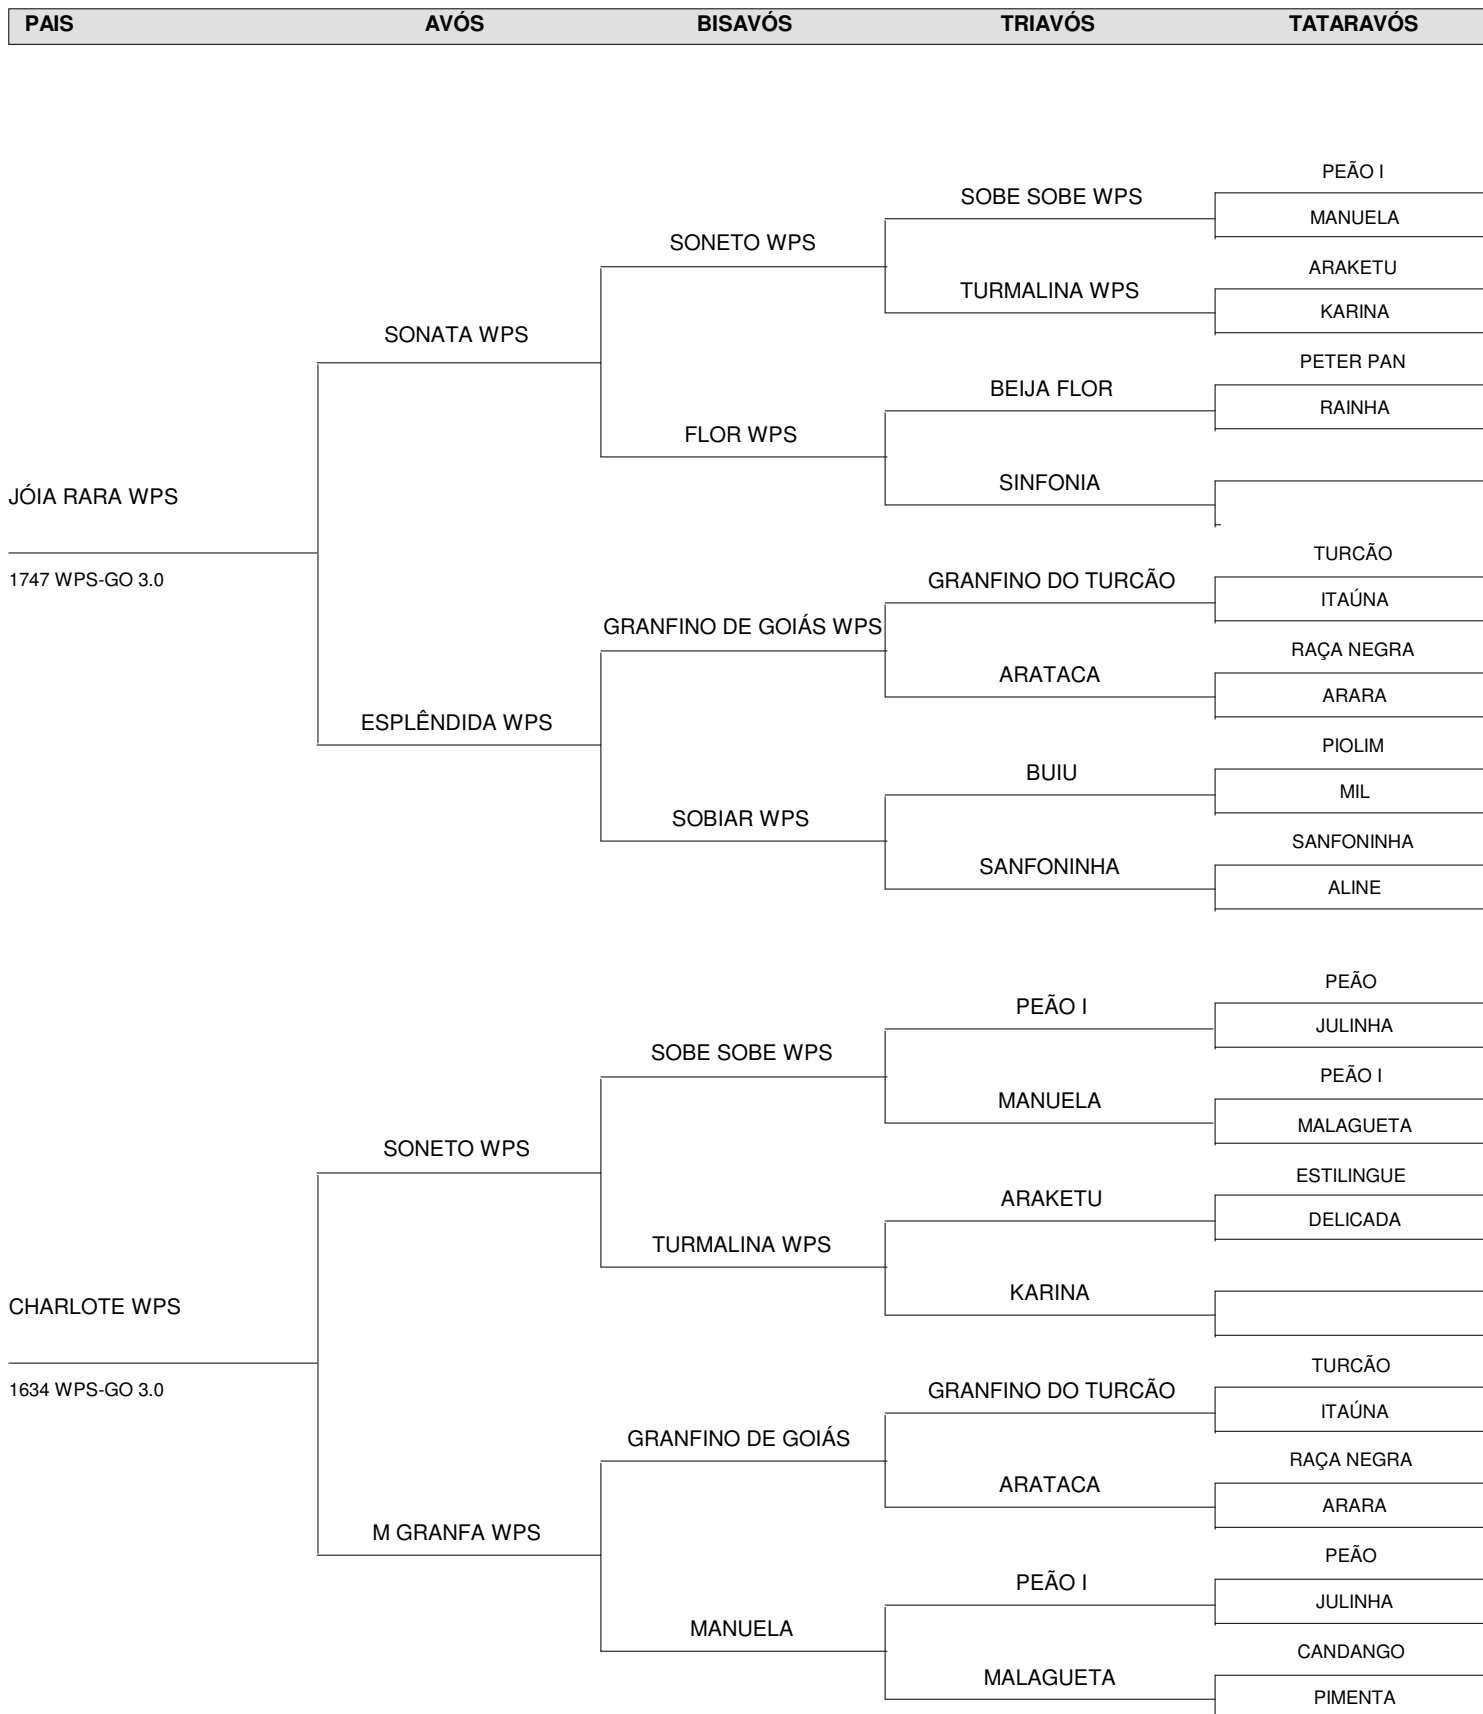 PAIS AVÓS BISAVÓS TRIAVÓS TATARAVÓS
PEÃO I
SOBE SOBE WPS
MANUELA
SONETO WPS
ARAKETU
TURMALINA WPS
KARINA
SONATA WPS
PETER PAN
BEIJA FLOR
RAINHA
FLOR WPS
SINFONIA
JÓIA RARA WPS
TURCÃO
1747 WPS-GO 3.0
GRANFINO DO TURCÃO
ITAÚNA
GRANFINO DE GOIÁS WPS
RAÇA NEGRA
ARATACA
ARARA
ESPLÊNDIDA WPS
PIOLIM
BUIU
MIL
SOBIAR WPS
SANFONINHA
SANFONINHA
ALINE
PEÃO
PEÃO I
JULINHA
SOBE SOBE WPS
PEÃO I
MANUELA
MALAGUETA
SONETO WPS
ESTILINGUE
ARAKETU
DELICADA
TURMALINA WPS
KARINA
CHARLOTE WPS
TURCÃO
1634 WPS-GO 3.0
GRANFINO DO TURCÃO
ITAÚNA
GRANFINO DE GOIÁS
RAÇA NEGRA
ARATACA
ARARA
M GRANFA WPS
PEÃO
PEÃO I
JULINHA
MANUELA
CANDANGO
MALAGUETA
PIMENTA